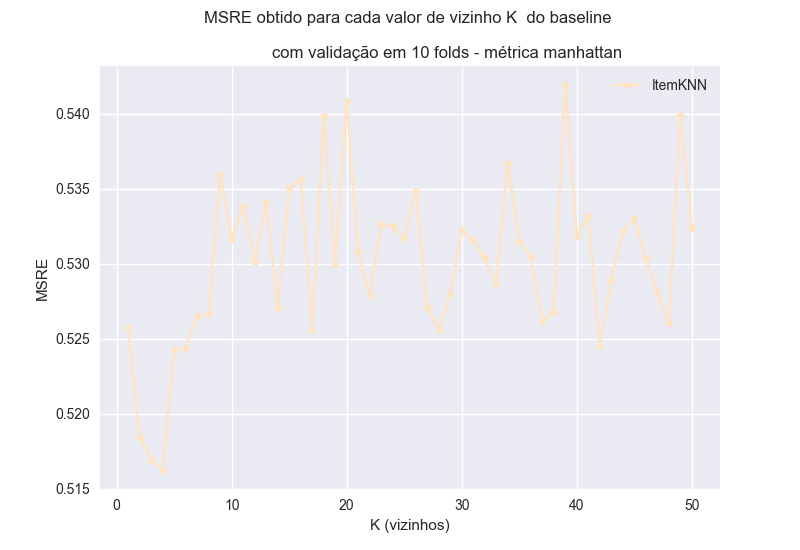 MSRE obtido para cada valor de vizinho K  do baseline
com validação em 10 folds - métrica manhattan
ItemKNN
0.540
0.535
0.530
0.525
0.520
0.515
MSRE
0 10 20 30 40 50
K (vizinhos)